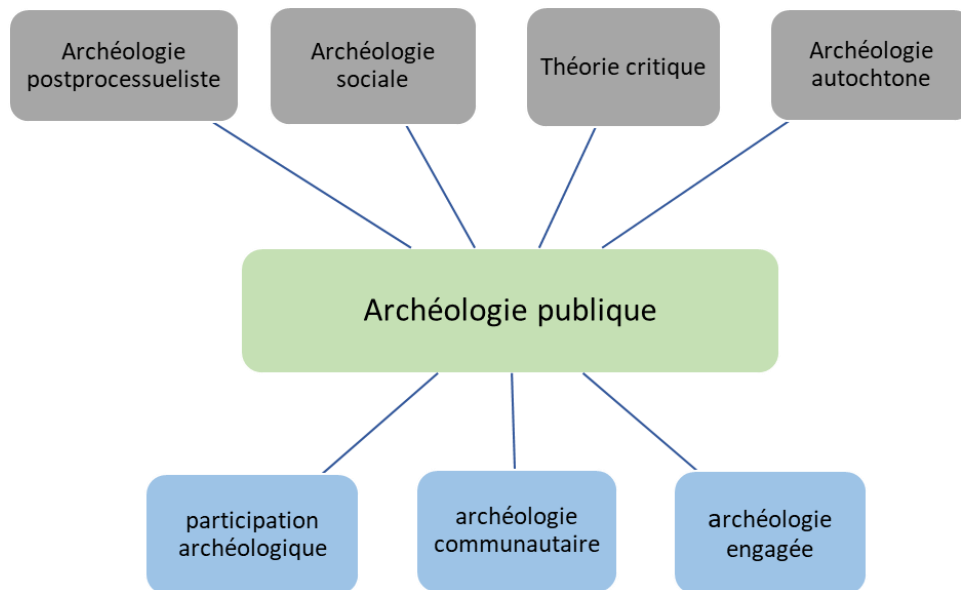 Archéologie
postprocessueliste
Archéologie
sociale
Théorie critique
Archéologie
autochtone
Archéologie publique
participation
archéologique
archéologie
communautaire
archéologie
engagée